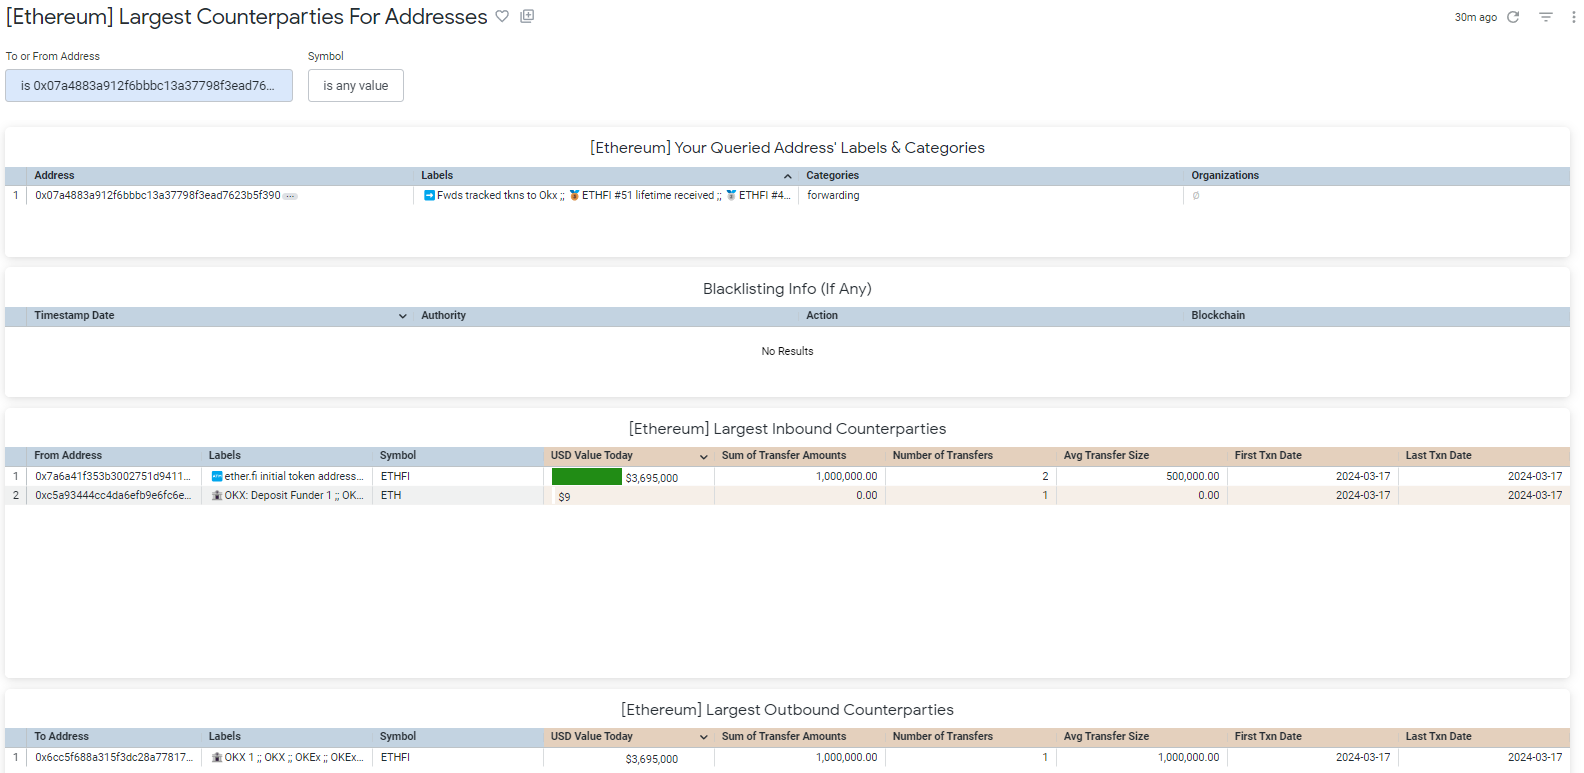 [Ethereum] Largest Counterparties For Addresses
30m ago
To or From Address Symbol
is 0x07a4883a912f6bbbc13a37798f3ead76... is any value
[Ethereum] Your Queried Address' Labels & Categories
Address Labels Categories Organizations
1 0x07a4883a912f6bbbc13a37798f3ead7623b5f390 ➡️Fwds tracked tkns to Okx ;; 🥉ETHFI #51 lifetime received ;; 🥈ETHFI #4... forwarding ∅
Blacklisting Info (If Any)
Timestamp Date Authority Action Blockchain
No Results
[Ethereum] Largest Inbound Counterparties
From Address Labels Symbol USD Value Today Sum of Transfer Amounts Number of Transfers Avg Transfer Size First Txn Date Last Txn Date
1 0x7a6a41f353b3002751d9411... ether.fi initial token address... ETHFI $3,695,000 1,000,000.00 2 500,000.00 2024-03-17 2024-03-17
2 0xc5a93444cc4da6efb9e6fc6e... 🏦OKX: Deposit Funder 1 ;; OK... ETH $9 0.00 1 0.00 2024-03-17 2024-03-17
[Ethereum] Largest Outbound Counterparties
To Address Labels Symbol USD Value Today Sum of Transfer Amounts Number of Transfers Avg Transfer Size First Txn Date Last Txn Date
1 0x6cc5f688a315f3dc28a77817... 🏦OKX 1 ;; OKX ;; OKEx ;; OKEx... ETHFI $3,695,000 1,000,000.00 1 1,000,000.00 2024-03-17 2024-03-17